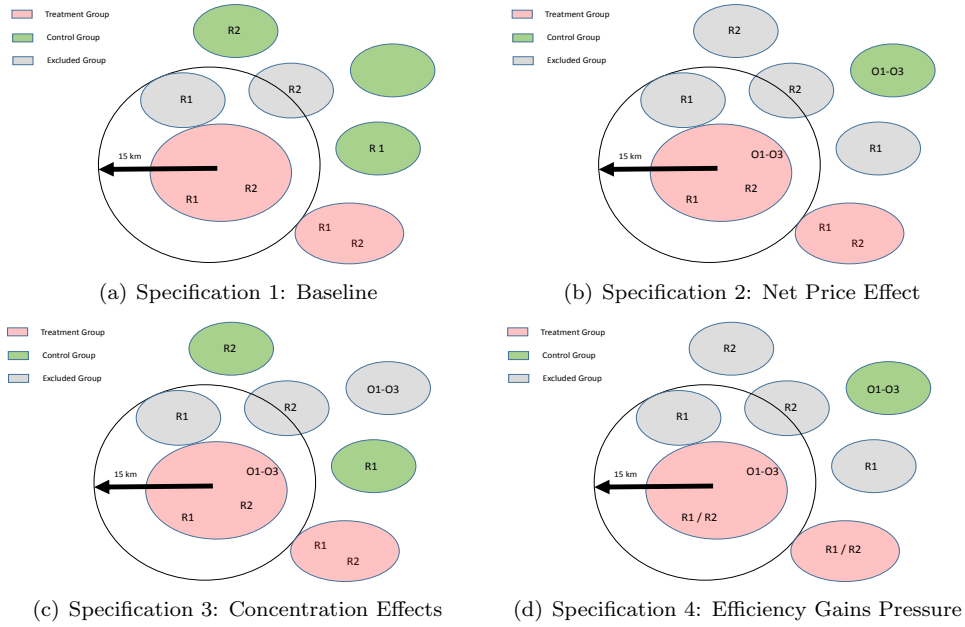 Treatment Group
Control Group
Excluded Group
R2
R1
R2
R 1
15 km
R2
R1
R1
R2
(a) Specification 1: Baseline
Treatment Group
Control Group
Excluded Group
R2
O1-O3
R2
R1
R1
O1-O3
15 km
R2
R1
R1
R2
(b) Specification 2: Net Price Effect
Treatment Group
Control Group
Excluded Group
R2
O1-O3
R2
R1
R1
O1-O3
15 km
R2
R1
R1
R2
(c) Specification 3: Concentration Effects
Treatment Group
Control Group
Excluded Group
R2
O1-O3
R2
R1
R1
O1-O3
15 km
R1 / R2
R1 / R2
(d) Specification 4: Efficiency Gains Pressure